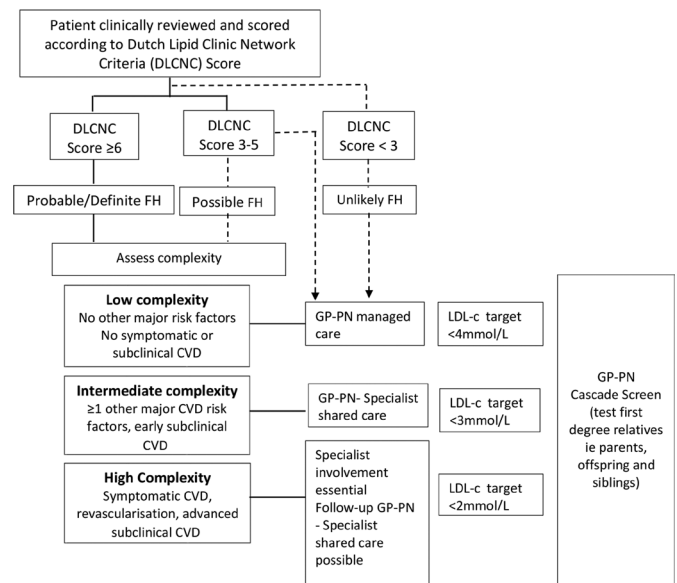 Patient clinically reviewed and scored
according to Dutch Lipid Clinic Network
Criteria (DLCNC) Score
DLCNC
Score ≥6
DLCNC
Score 3-5
DLCNC
Score < 3
Probable/Definite FH
Possible FH
Unlikely FH
Assess complexity
Low complexity
No other major risk factors
No symptomatic or
subclinical CVD
GP-PN managed
care
LDL-c target
<4mmol/L
Intermediate complexity
≥1 other major CVD risk
factors, early subclinical
CVD
GP-PN- Specialist
shared care
LDL-c target
<3mmol/L
High Complexity
Symptomatic CVD,
revascularisation, advanced
subclinical CVD
Specialist
involvement
essential
Follow-up GP-PN
- Specialist
shared care
possible
LDL-c target
<2mmol/L
GP-PN
Cascade Screen
(test first
degree relatives
ie parents,
offspring and
siblings)